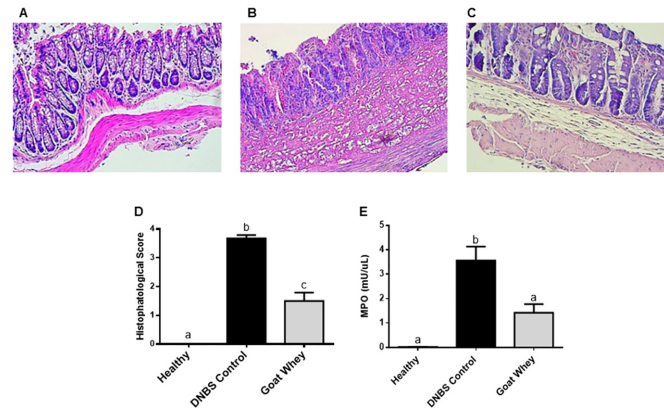 A
B
C
D
Histophatological Score
4
3
2
1
0
a
b
c
Healthy
DNBS Control
Goat Whey
E
MPO (mU/uL)
5
4
3
2
1
0
a
b
a
Healthy
DNBS Control
Goat Whey